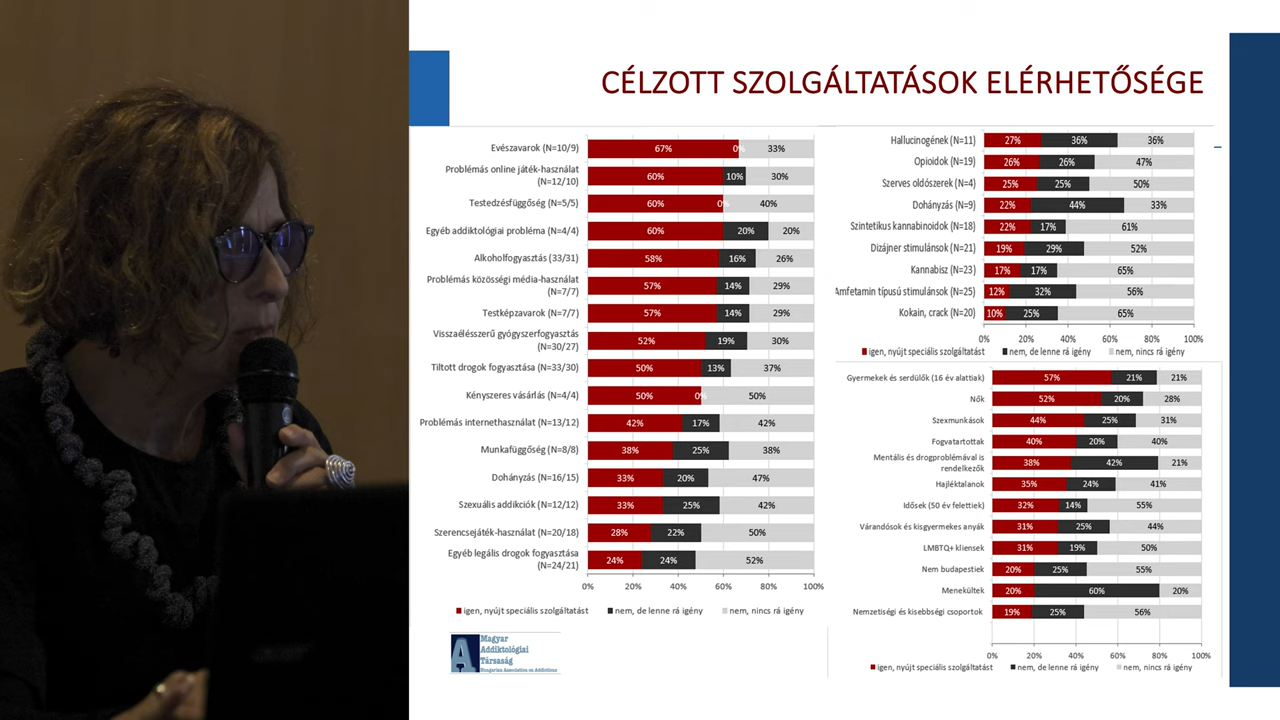 CÉLZOTT SZOLGÁLTATÁSOK ELÉRHETŐSÉGE
Evészavarok (N=10/9) 67% 0% 33%
Problémás online játék-használat
(N=12/10) 60% 10% 30%
Testedzésfüggőség (N=5/5) 60% 0% 40%
Egyéb addiktológiai probléma (N=4/4) 60% 20% 20%
Alkoholfogyasztás (33/31) 58% 16% 26%
Problémás közösségi média-használat
(N=7/7) 57% 14% 29%
Testképzavarok (N=7/7) 57% 14% 29%
Visszaélésszerű gyógyszerfogyasztás
(N=30/27) 52% 19% 30%
Tiltott drogok fogyasztása (N=33/30) 50% 13% 37%
Kényszeres vásárlás (N=4/4) 50% 0% 50%
Problémás internethasználat (N=13/12) 42% 17% 42%
Munkafüggőség (N=8/8) 38% 25% 38%
Dohányzás (N=16/15) 33% 20% 47%
Szexuális addikciók (N=12/12) 33% 25% 42%
Szerencsejáték-használat (N=20/18) 28% 22% 50%
Egyéb legális drogok fogyasztása
(N=24/21) 24% 24% 52%
0% 20% 40% 60% 80% 100%
igen, nyújt speciális szolgáltatást nem, de lenne rá igény nem, nincs rá igény
Magyar
Addiktológiai
Társaság
Hungarian Association on Addictions
Hallucinogének (N=11) 27% 36% 36%
Opioidok (N=19) 26% 26% 47%
Szerves oldószerek (N=4) 25% 25% 50%
Dohányzás (N=9) 22% 44% 33%
Szintetikus kannabinoidok (N=18) 22% 17% 61%
Dizájner stimulánsok (N=21) 19% 29% 52%
Kannabisz (N=23) 17% 17% 65%
Amfetamin típusú stimulánsok (N=25) 12% 32% 56%
Kokain, crack (N=20) 10% 25% 65%
0% 20% 40% 60% 80% 100%
igen, nyújt speciális szolgáltatást nem, de lenne rá igény nem, nincs rá igény
Gyermekek és serdülők (16 év alattiak) 57% 21% 21%
Nők 52% 20% 28%
Szexmunkások 44% 25% 31%
Fogvatartottak 40% 20% 40%
Mentális és drogproblémával is
rendelkezők 38% 42% 21%
Hajléktalanok 35% 24% 41%
Idősek (50 év felettiek) 32% 14% 55%
Várandósok és kisgyermekes anyák 31% 25% 44%
LMBTQ+ kliensek 31% 19% 50%
Nem budapestiek 20% 25% 55%
Menekültek 20% 60% 20%
Nemzetiségi és kisebbségi csoportok 19% 25% 56%
0% 20% 40% 60% 80% 100%
igen, nyújt speciális szolgáltatást nem, de lenne rá igény nem, nincs rá igény